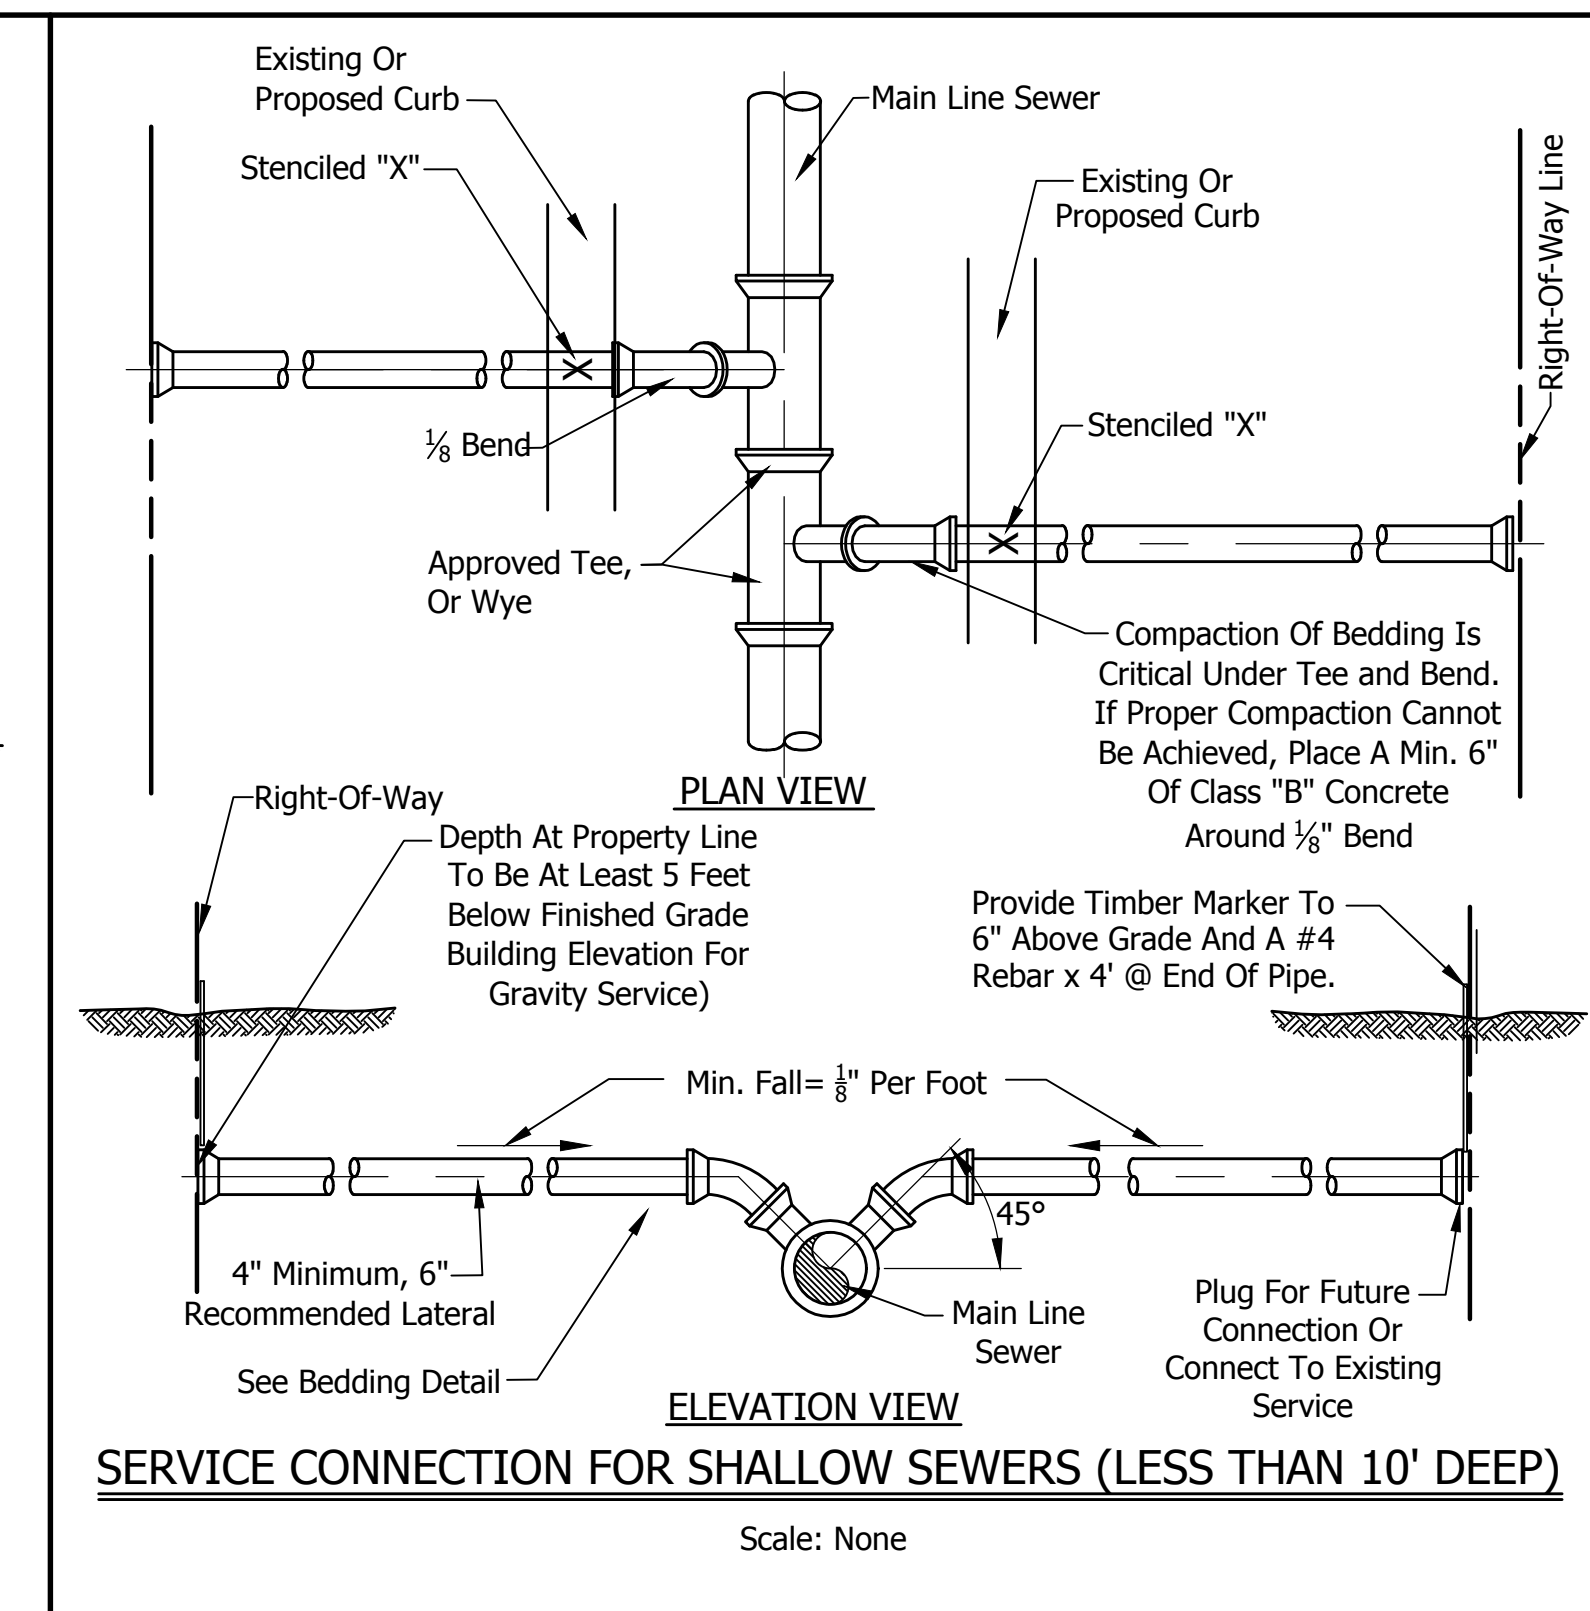 Existing Or
Proposed Curb
Main Line Sewer
Stenciled "X"
Existing Or
Proposed Curb
Right-Of-Way Line
X
⅛ Bend
Stenciled "X"
X
Approved Tee,
Or Wye
Compaction Of Bedding Is
Critical Under Tee and Bend.
If Proper Compaction Cannot
Be Achieved, Place A Min. 6"
Of Class "B" Concrete
Around ⅛" Bend
PLAN VIEW
Right-Of-Way
Depth At Property Line
To Be At Least 5 Feet
Below Finished Grade
Building Elevation For
Gravity Service)
Provide Timber Marker To
6" Above Grade And A #4
Rebar x 4' @ End Of Pipe.
Min. Fall= ⅛" Per Foot
45°
4" Minimum, 6"
Recommended Lateral
Main Line
Sewer
Plug For Future
Connection Or
Connect To Existing
Service
See Bedding Detail
ELEVATION VIEW
SERVICE CONNECTION FOR SHALLOW SEWERS (LESS THAN 10' DEEP)
Scale: None